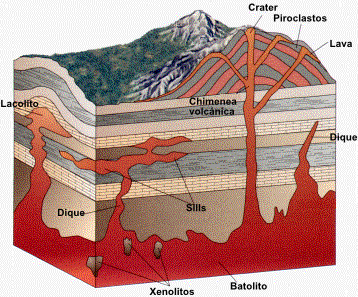 Crater
Piroclastos
Lava
Lacolito
Chimenea
volcánica
Dique
Dique
Sills
Xenolitos
Batolito